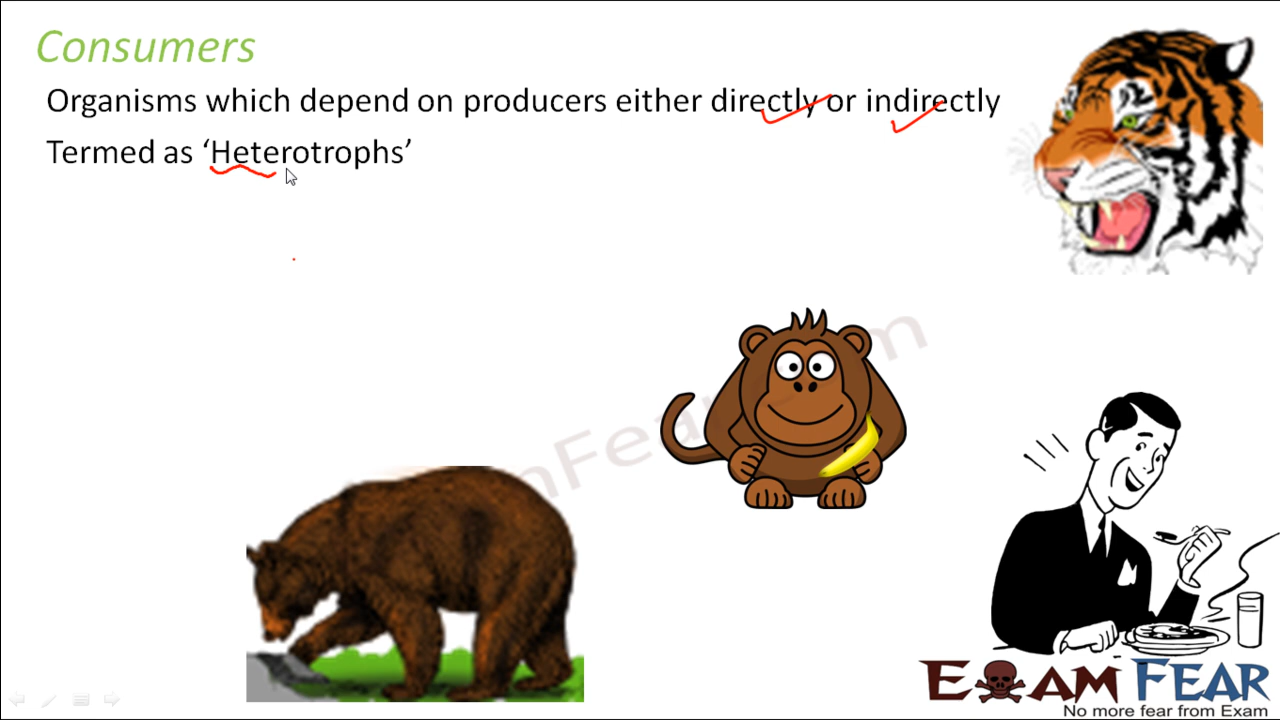 Consumers
Organisms which depend on producers either directly or indirectly
Termed as ‘Heterotrophs’
EXAM FEAR
No more fear from Exam